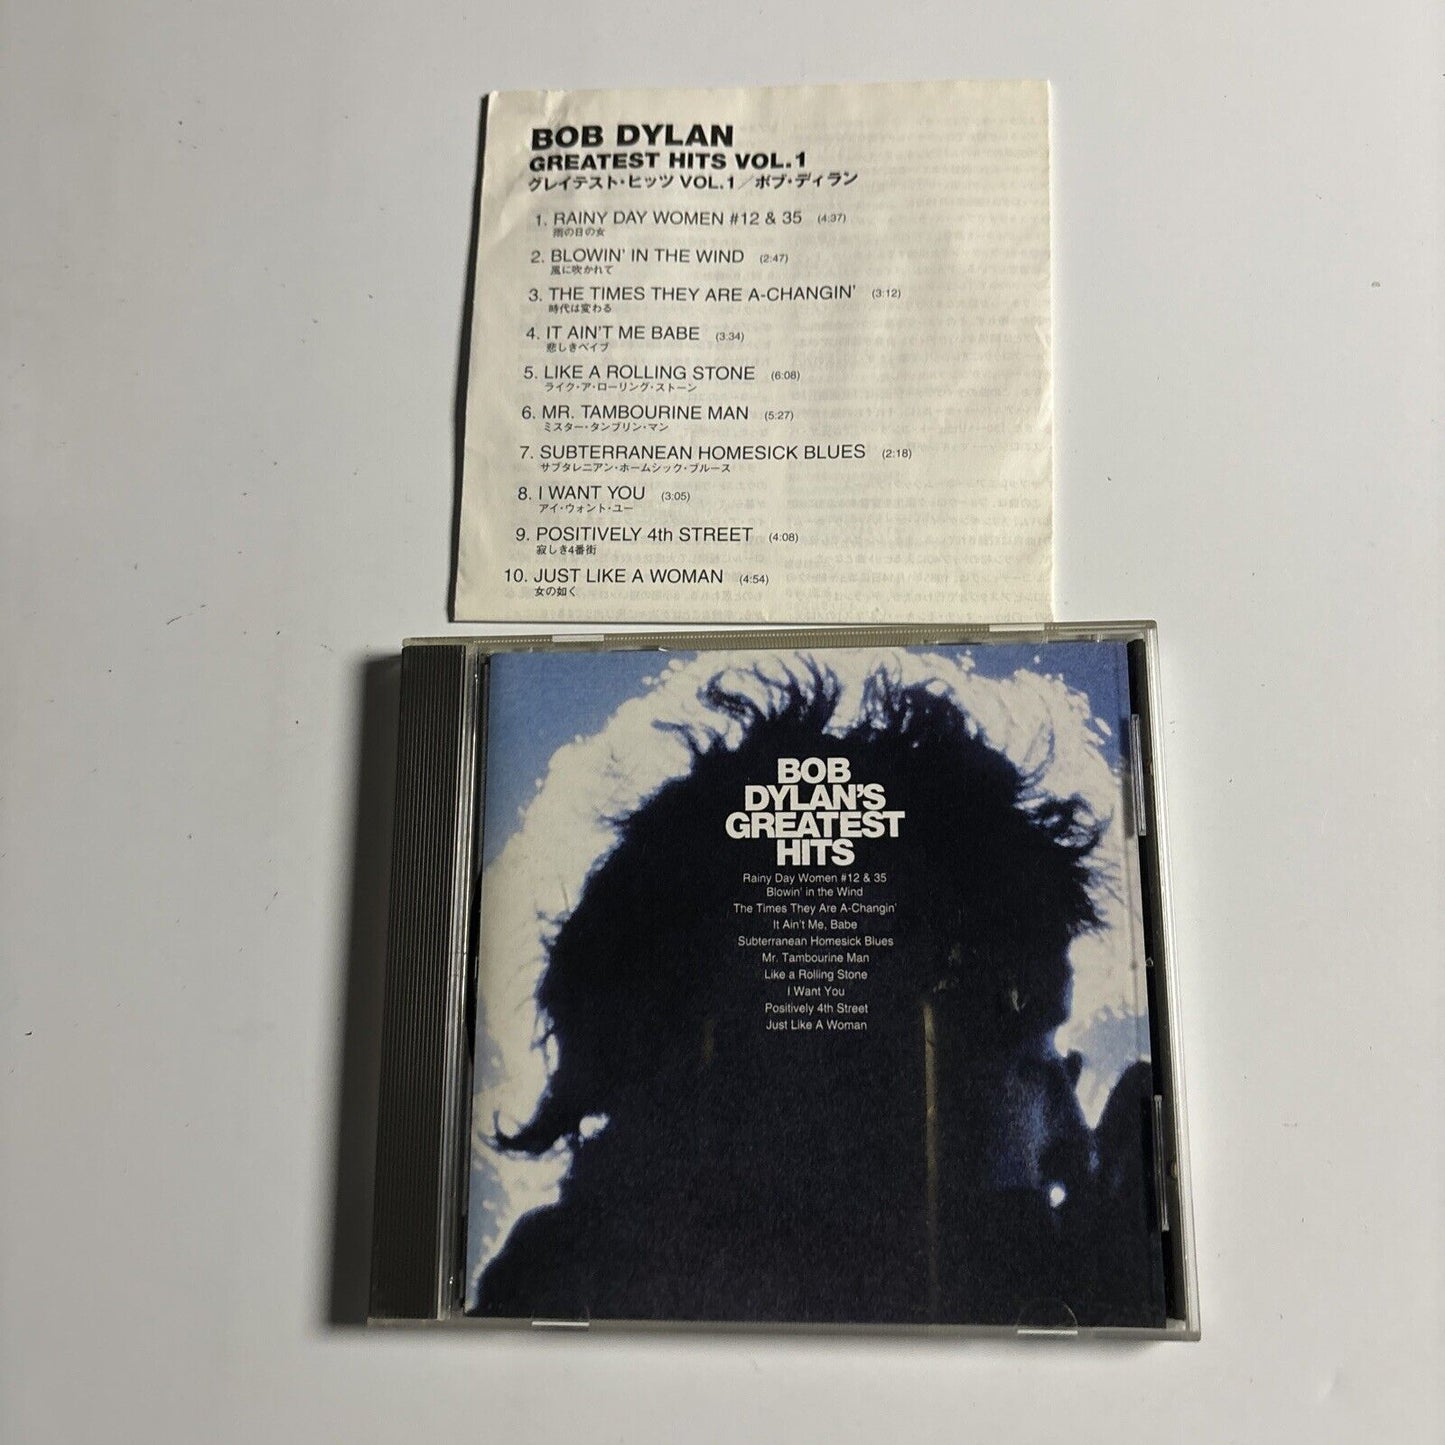 BOB DYLAN
GREATEST HITS VOL.1
グレイテスト・ヒッツ VOL.1/ボブ・ディラン
1. RAINY DAY WOMEN #12 & 35 (4:37)
雨の日の女
2. BLOWIN' IN THE WIND (2:47)
風に吹かれて
3. THE TIMES THEY ARE A-CHANGIN' (3:12)
時代は変わる
4. IT AIN'T ME BABE (3.34)
悲しきベイブ
5. LIKE A ROLLING STONE (6:08)
ライク・ア・ローリング・ストーン
6. MR. TAMBOURINE MAN (5:27)
ミスター・タンブリン・マン
7. SUBTERRANEAN HOMESICK BLUES (2:18)
サブタレニアン・ホームシック・ブルース
8. I WANT YOU (3:05)
アイ・ウォント・ユー
9. POSITIVELY 4th STREET (4:08)
寂しき4番街
10. JUST LIKE A WOMAN (4:54)
女の如く
BOB
DYLAN'S
GREATEST
HITS
Rainy Day Women #12 & 35
Blowin' in the Wind
The Times They Are A-Changin'
It Ain't Me, Babe
Subterranean Homesick Blues
Mr. Tambourine Man
Like a Rolling Stone
I Want You
Positively 4th Street
Just Like A Woman